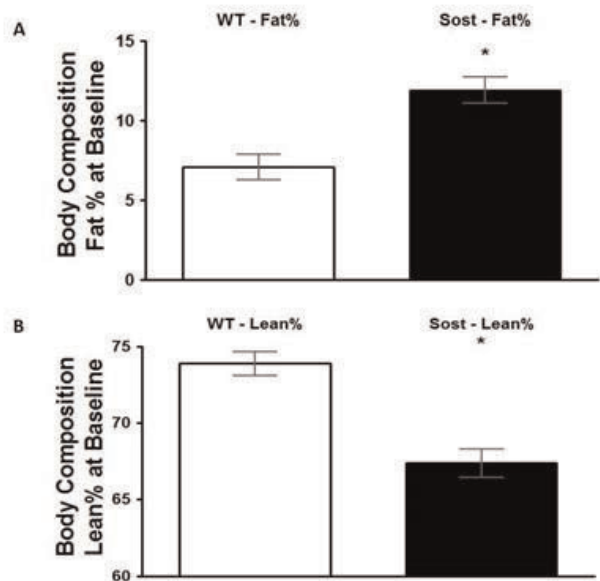 A
WT - Fat%
Sost - Fat%
Body Composition
Fat % at Baseline
15
10
5
0
*
B
WT - Lean%
Sost - Lean%
Body Composition
Lean% at Baseline
75
70
65
60
*